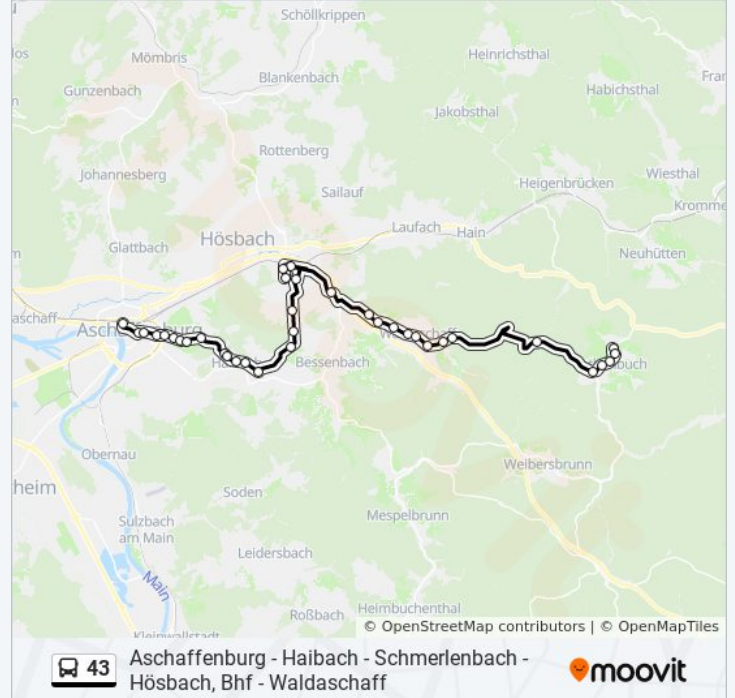 Schöllkrippen
Mömbris
Heinrichsthal
Gunzenbach
Blankenbach
Habichsthal
Jakobsthal
Rottenberg
Johannesberg
Wiesthal
Heigenbrücken
Sailauf
Kromme
Laufach
Hain
Hösbach
Glattbach
Neuhütten
Bessenbach
Obernau
Weibersbrunn
heim
Soden
Mespelbrunn
Sulzbach
am Main
Leidersbach
Main
Roßbach
Heimbuchenthal
© OpenStreetMap contributors | © OpenMapTiles
43
Aschaffenburg - Haibach - Schmerlenbach -
Hösbach, Bhf - Waldaschaff
moovit